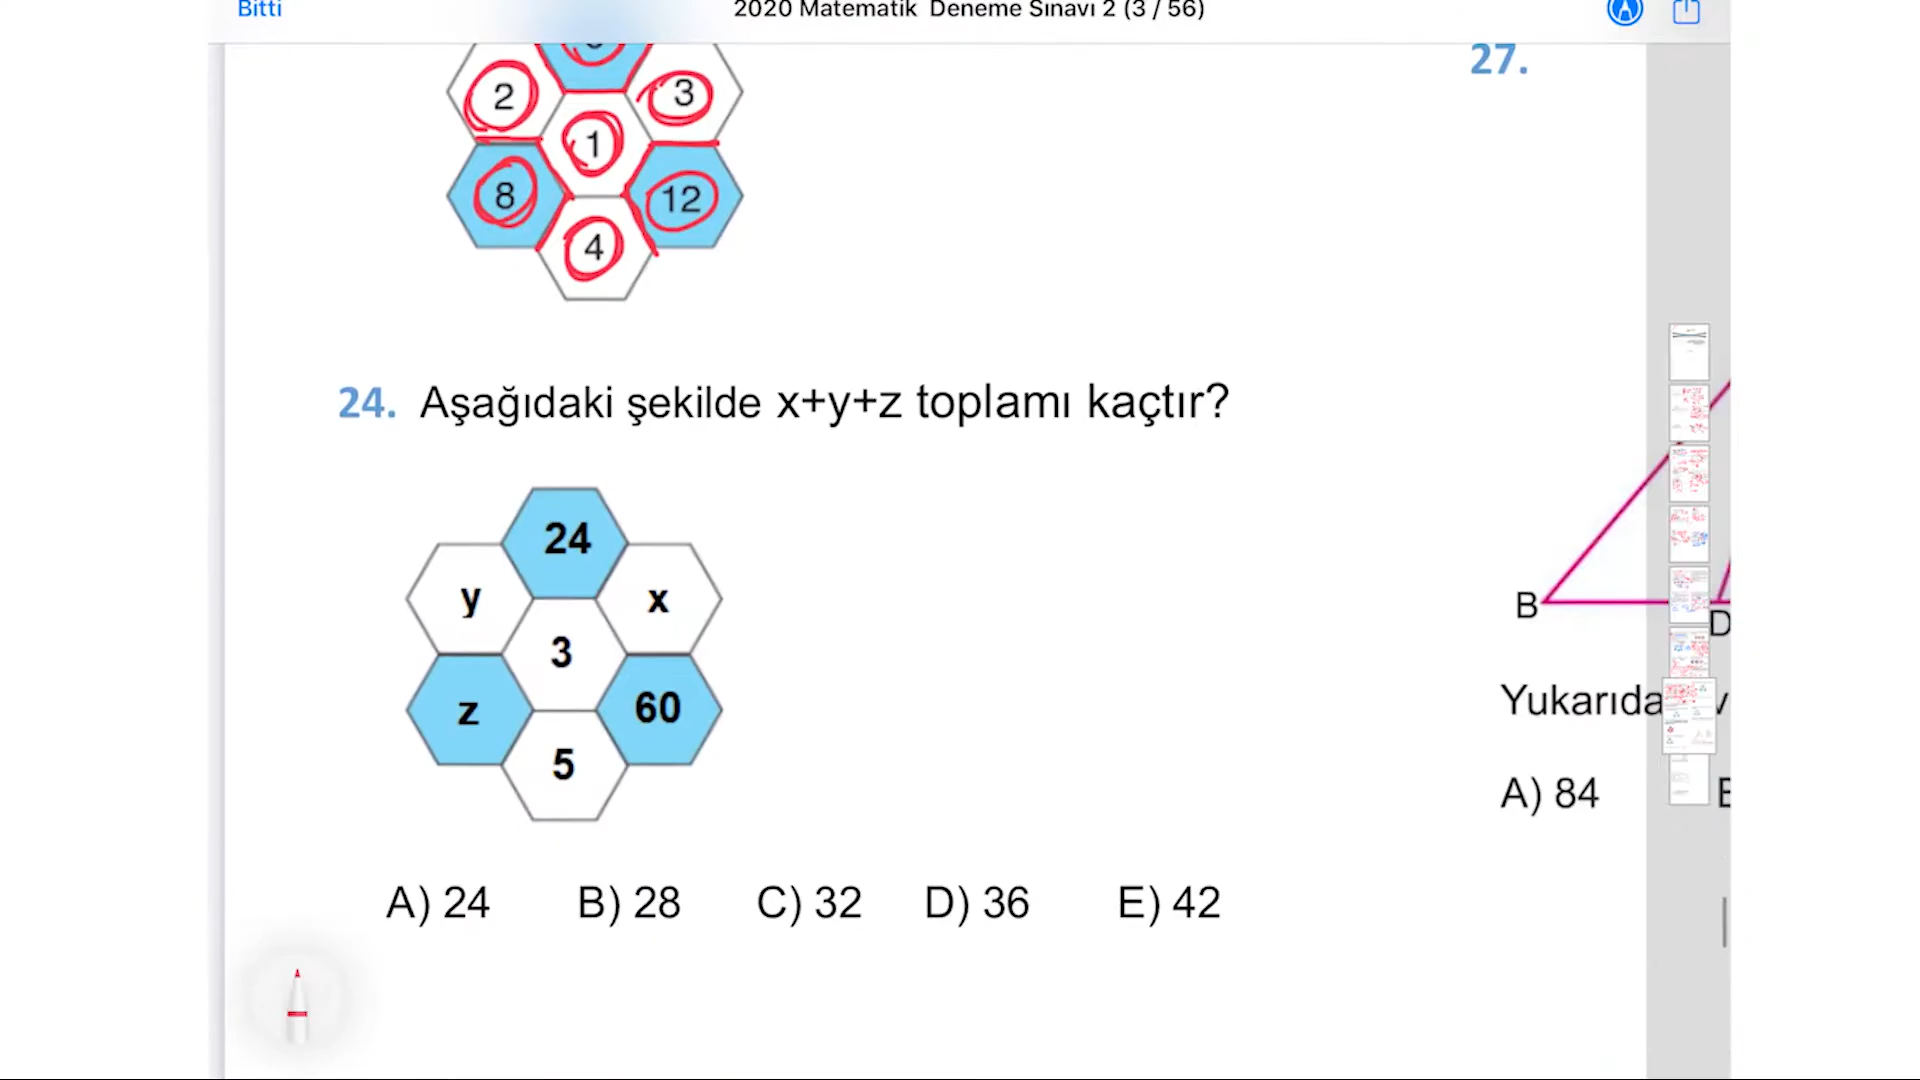 Bitti
2020 Matematik Deneme Sınavı 2 (3 / 56)
2
3
1
8
12
4
24. Aşağıdaki şekilde x+y+z toplamı kaçtır?
24
y
x
3
z
60
5
A) 24 B) 28 C) 32 D) 36 E) 42
27.
B
D
Yukarıda
A) 84